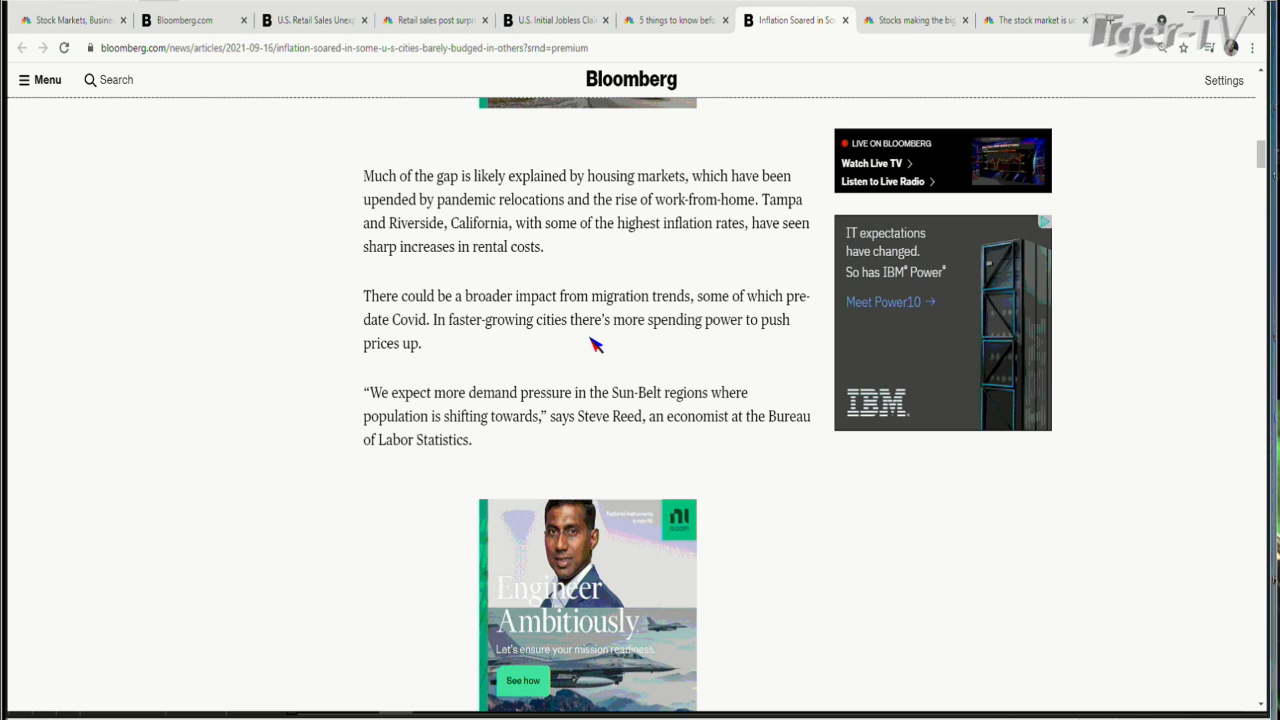 Stock Markets, Busines
Bloomberg.com
U.S. Retail Sales Unex
Retail sales post surpr
U.S. Initial Jobless Clai
5 things to know befo
Inflation Soared in So
Stocks making the big
The stock market is u
Tiger-TV
bloomberg.com/news/articles/2021-09-16/inflation-soared-in-some-u-s-cities-barely-budged-in-others?srnd=premium
Menu
Search
Bloomberg
Settings
Much of the gap is likely explained by housing markets, which have been
upended by pandemic relocations and the rise of work-from-home. Tampa
and Riverside, California, with some of the highest inflation rates, have seen
sharp increases in rental costs.
There could be a broader impact from migration trends, some of which pre-
date Covid. In faster-growing cities there's more spending power to push
prices up.
“We expect more demand pressure in the Sun-Belt regions where
population is shifting towards,” says Steve Reed, an economist at the Bureau
of Labor Statistics.
LIVE ON BLOOMBERG
Watch Live TV
Listen to Live Radio
IT expectations
have changed.
So has IBM® Power®
Meet Power10 →
IBM
ni
Engineer
Ambitiously
Let's ensure your mission readiness.
See how